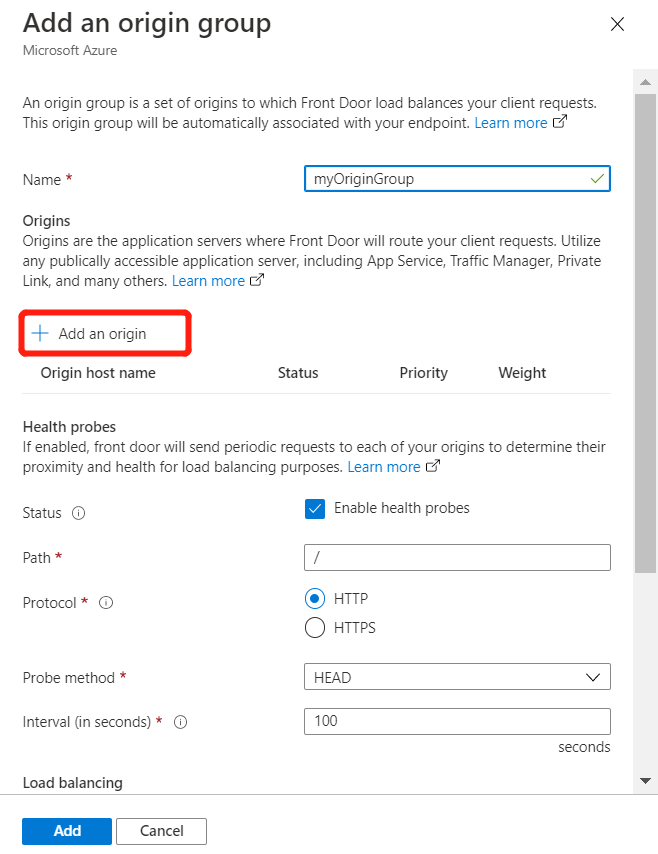 Add an origin group
Microsoft Azure
An origin group is a set of origins to which Front Door load balances your client requests.
This origin group will be automatically associated with your endpoint. Learn more
Name *
myOriginGroup
Origins
Origins are the application servers where Front Door will route your client requests. Utilize
any publically accessible application server, including App Service, Traffic Manager, Private
Link, and many others. Learn more
Add an origin
Origin host name Status Priority Weight
Health probes
If enabled, front door will send periodic requests to each of your origins to determine their
proximity and health for load balancing purposes. Learn more
Status
Enable health probes
Path *
/
Protocol *
HTTP
HTTPS
Probe method *
HEAD
Interval (in seconds) *
100
seconds
Load balancing
Add Cancel